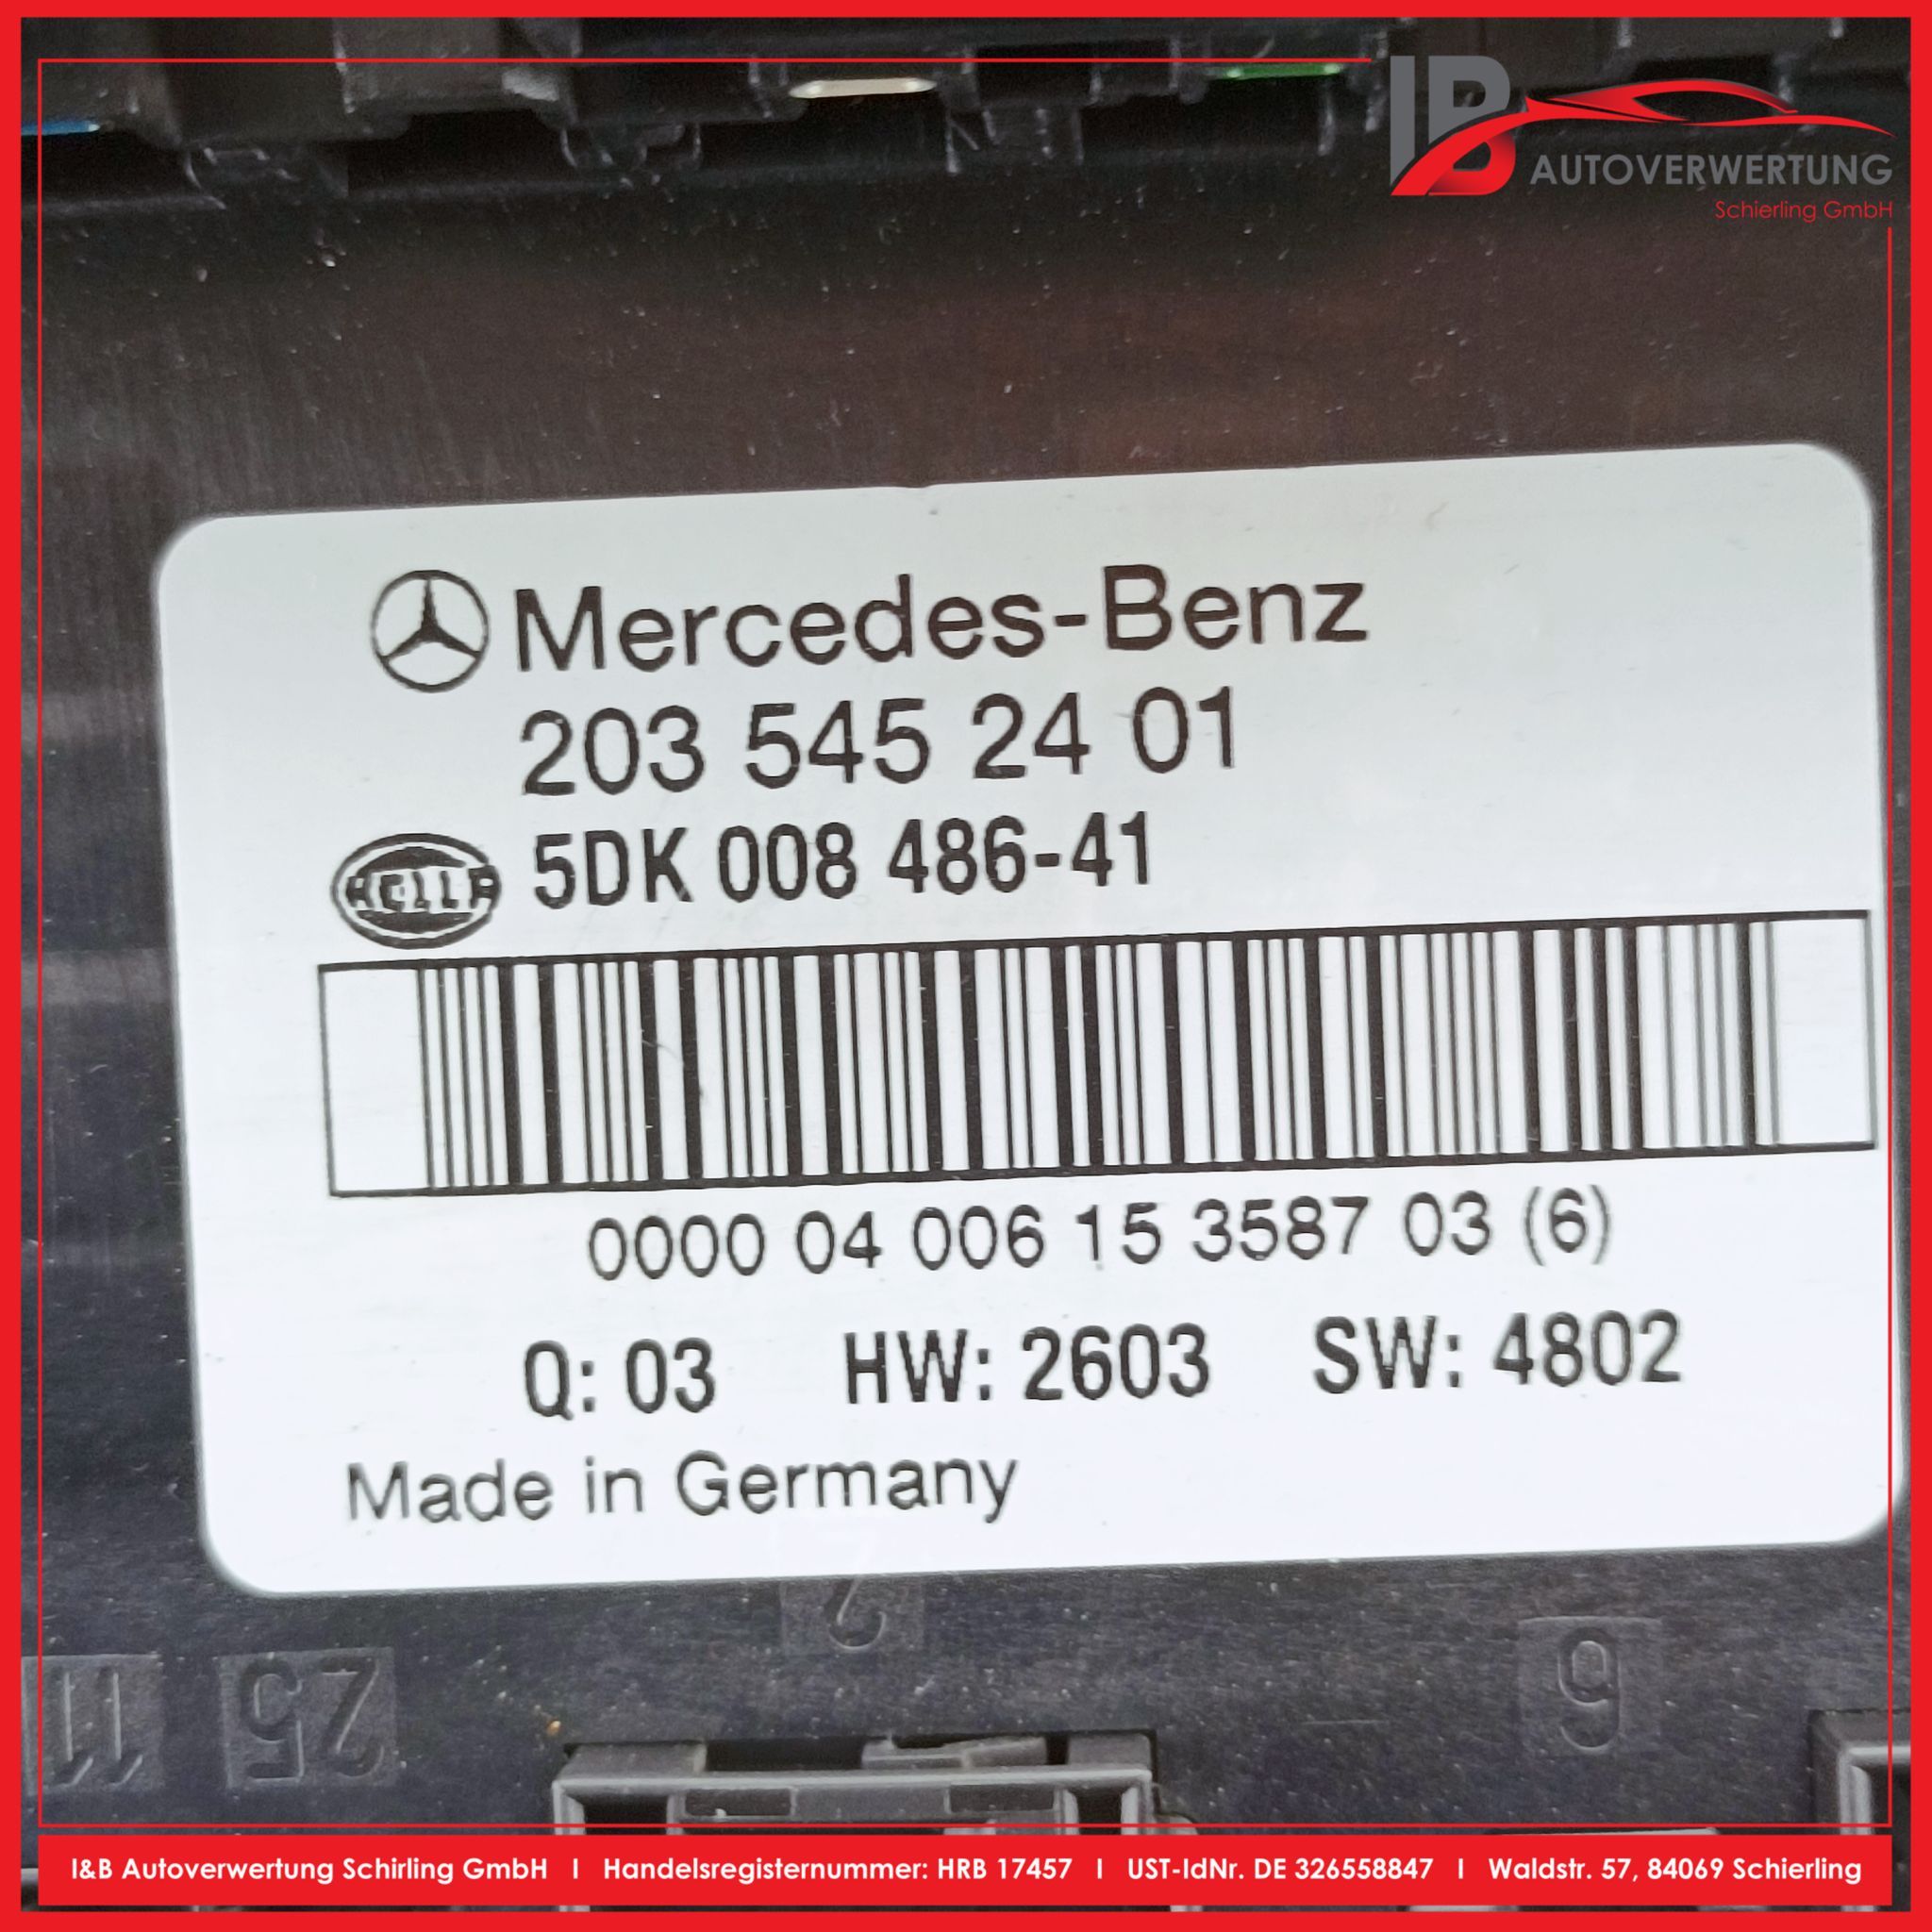 IB
AUTOVERWERTUNG
Schierling GmbH
Mercedes-Benz
203 545 24 01
HELLA 5DK 008 486-41
0000 04 006 15 3587 03 (6)
Q: 03 HW: 2603 SW: 4802
Made in Germany
2
6
25
11
I&B Autoverwertung Schirling GmbH I Handelsregisternummer: HRB 17457 I UST-IdNr. DE 326558847 I Waldstr. 57, 84069 Schierling